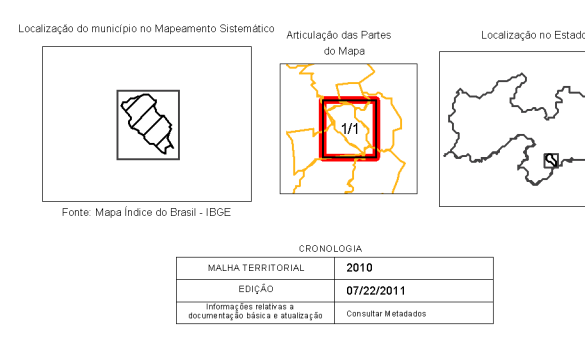 Localização do município no Mapeamento Sistemático
Articulação das Partes
do Mapa
Localização no Estado
1/1
Fonte: Mapa Índice do Brasil - IBGE
CRONOLOGIA
MALHA TERRITORIAL 2010
EDIÇÃO 07/22/2011
Informações relativas a
documentação básica e atualização Consultar Metadados